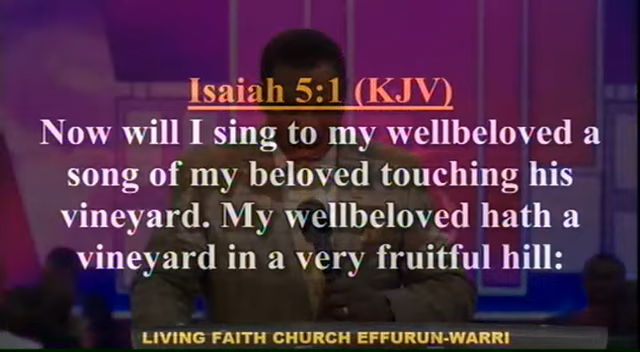 Isaiah 5:1 (KJV)
Now will I sing to my wellbeloved a
song of my beloved touching his
vineyard. My wellbeloved hath a
vineyard in a very fruitful hill:
LIVING FAITH CHURCH EFFURUN-WARRI